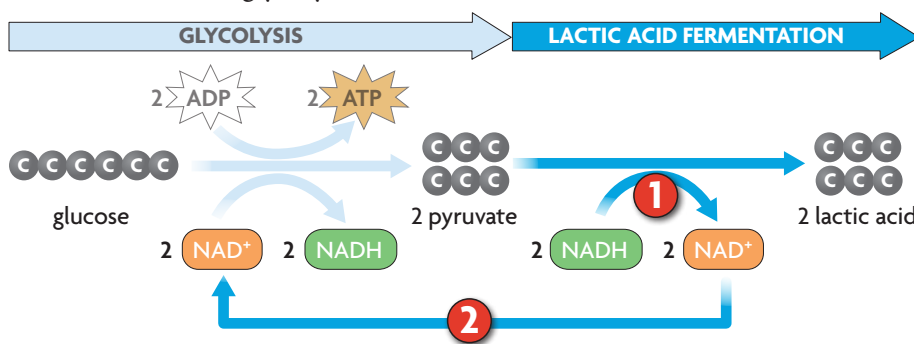 GLYCOLYSIS
LACTIC ACID FERMENTATION
2 ADP
2 ATP
C C C C C C
C C C
C C C
C C C
C C C
glucose
2 pyruvate
1
2 lactic acid
2 NAD⁺
2 NADH
2 NADH
2 NAD⁺
2